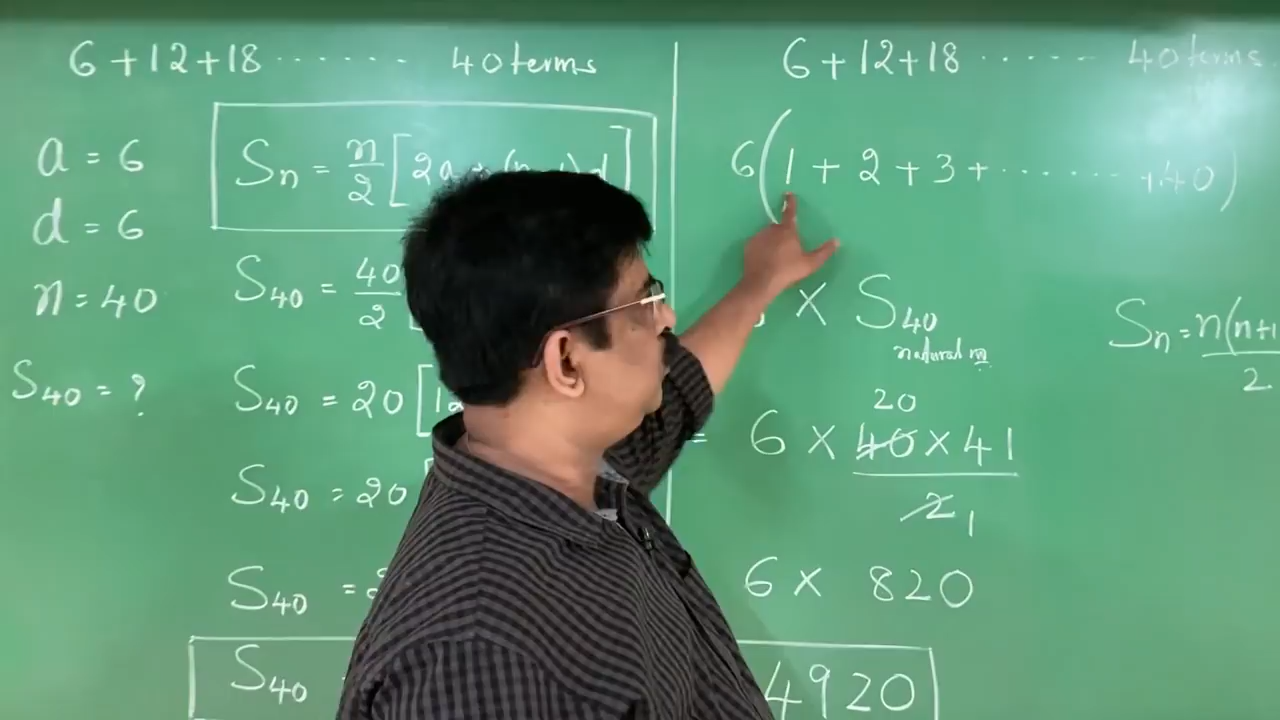 6 + 12 + 18 ....... 40 terms
a = 6
d = 6
n = 40
S₄₀ = ?
Sₙ = n/2 [2a
S₄₀ = 40/2
S₄₀ = 20 [12
S₄₀ = 20
S₄₀ =
S₄₀
6 + 12 + 18 ...... 40 terms
6 ( 1 + 2 + 3 + ........ + 40 )
× S₄₀
natural
20
= 6 × 40 × 41
2 1
6 × 820
4920
Sₙ = n(n+1
2